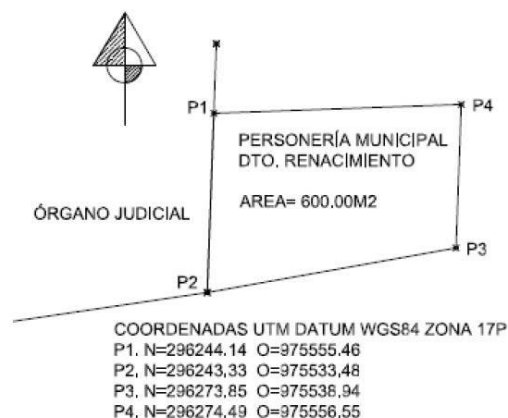 P1
P4
PERSONERÍA MUNICIPAL
DTO. RENACIMIENTO
AREA= 600.00M2
ÓRGANO JUDICIAL
P3
P2
COORDENADAS UTM DATUM WGS84 ZONA 17P
P1. N=296244.14 O=975555.46
P2, N=296243,33 O=975533,48
P3, N=296273,85 O=975538,94
P4, N=296274,49 O=975556,55